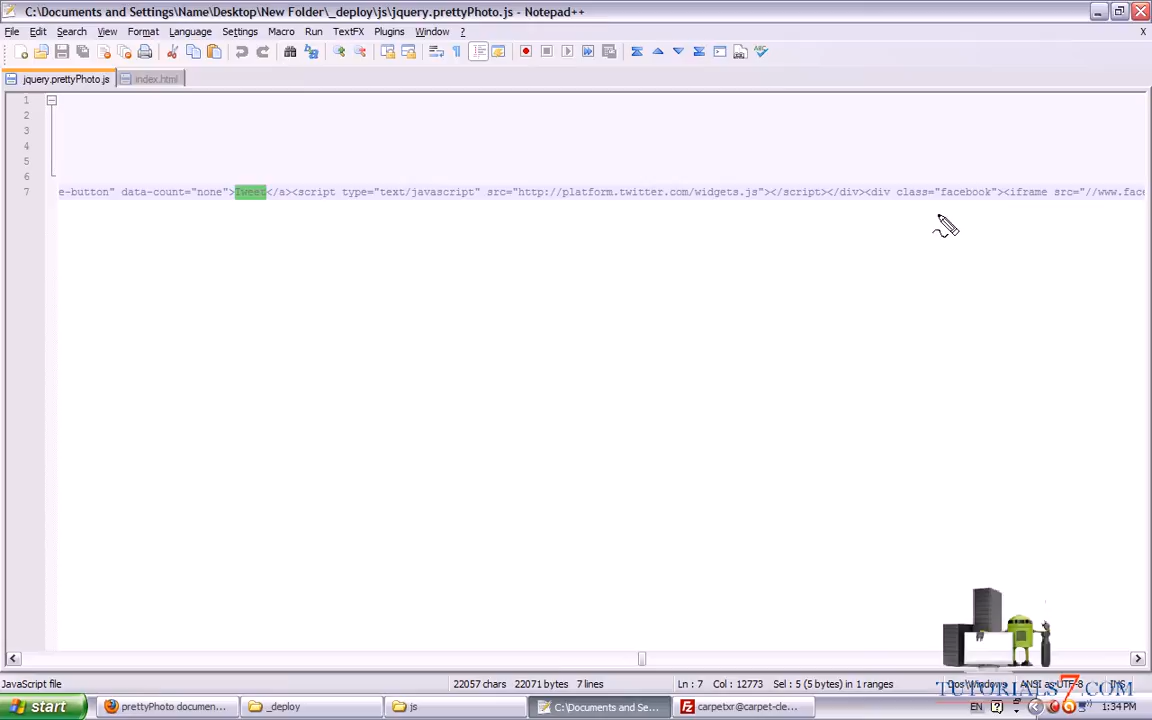 C:\Documents and Settings\Name\Desktop\New Folder\_deploy\js\jquery.prettyPhoto.js - Notepad++
File Edit Search View Format Language Settings Macro Run TextFX Plugins Window ? X
jquery.prettyPhoto.js index.html
1
2
3
4
5
6
7 e-button" data-count="none">Tweet</a><script type="text/javascript" src="http://platform.twitter.com/widgets.js"></script></div><div class="facebook"><iframe src="//www.face
JavaScript file 22057 chars 22071 bytes 7 lines Ln : 7 Col : 12773 Sel : 5 (5 bytes) in 1 ranges Dos\Windows ANSI as UTF-8 INS
TUTORIALS7.COM
start prettyPhoto documen... _deploy js C:\Documents and Se... carpetxr@carpet-cle... EN 1:34 PM